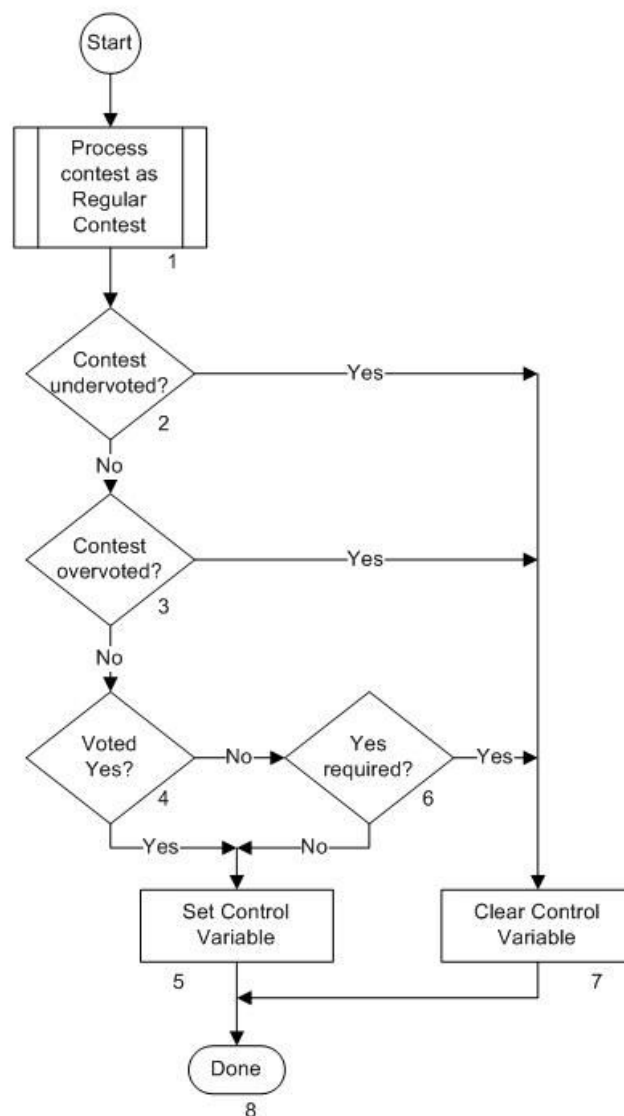 Start
Process
contest as
Regular
Contest
1
Contest
undervoted?
Yes
2
No
Contest
overvoted?
Yes
3
No
Voted
Yes?
No
Yes
required?
Yes
4
6
Yes
No
Set Control
Variable
Clear Control
Variable
5
7
Done
8